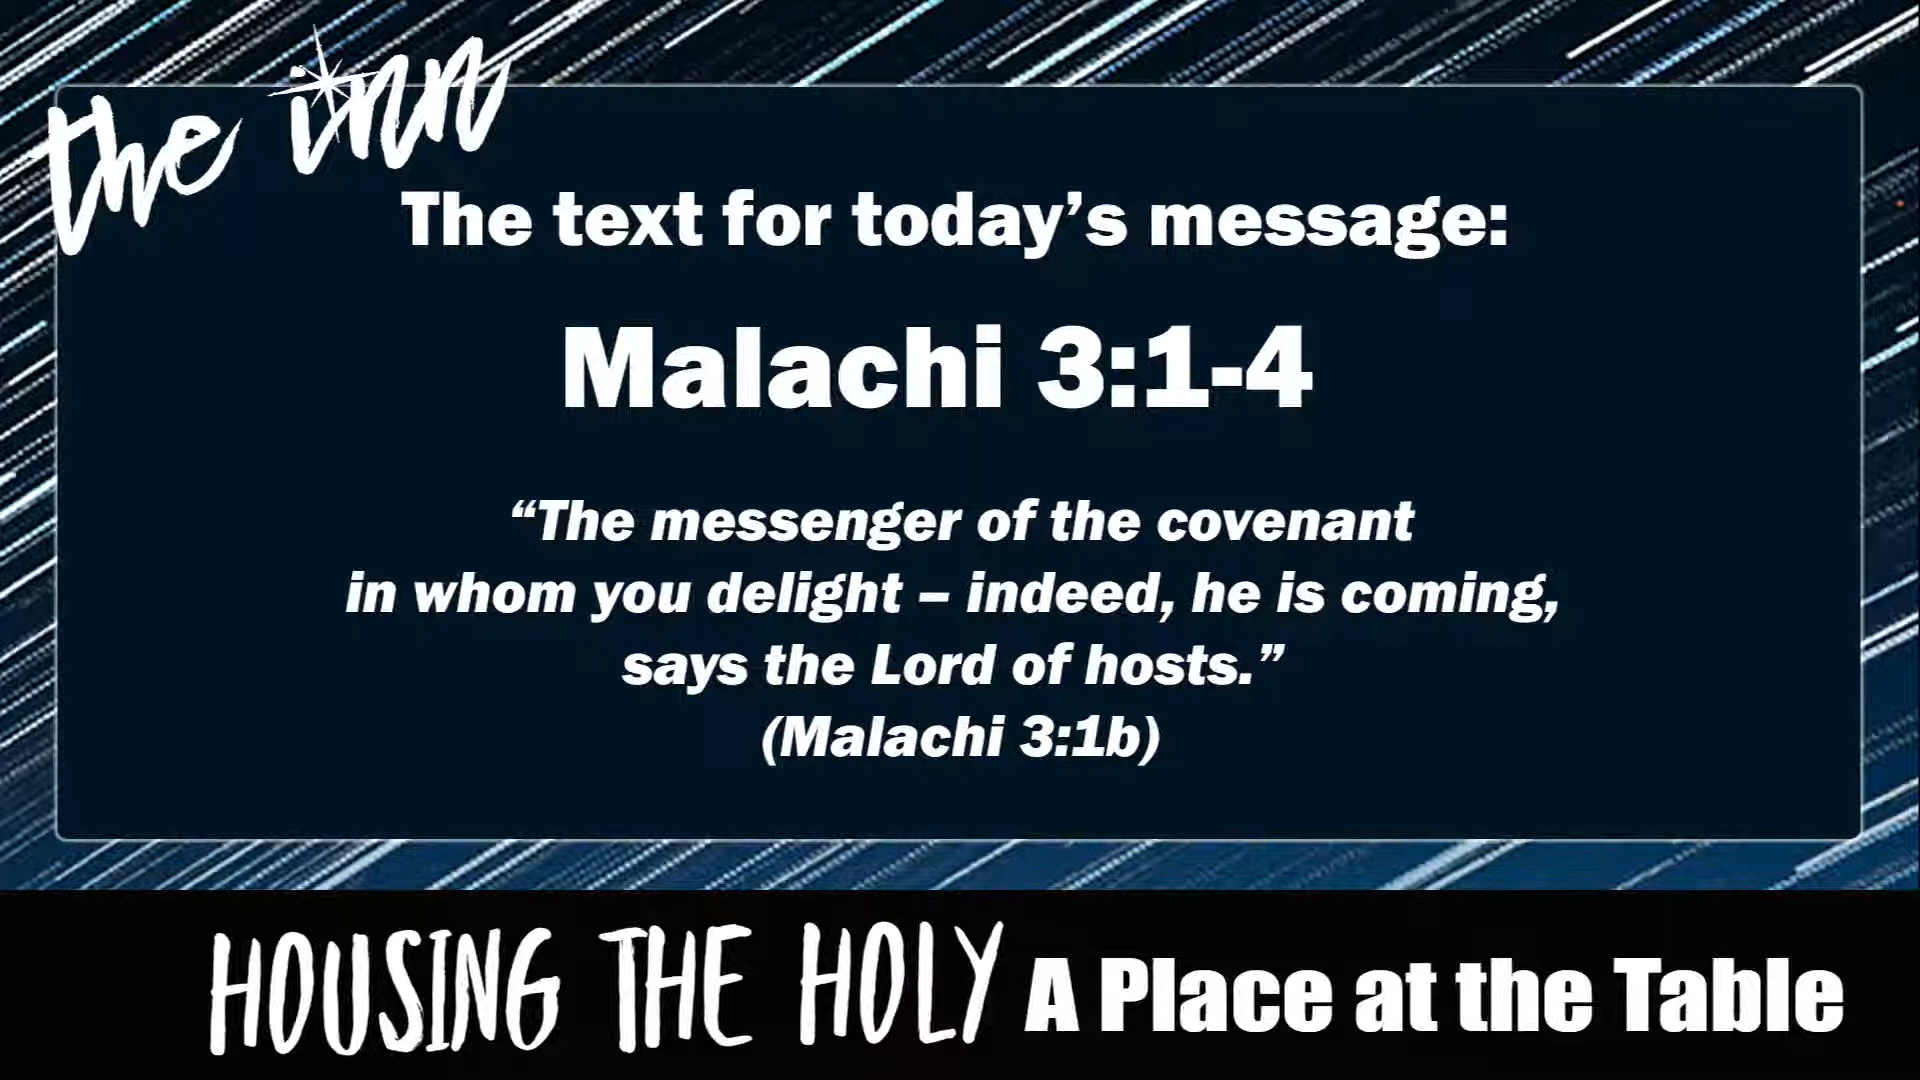 the inn
The text for today’s message:
Malachi 3:1-4
“The messenger of the covenant
in whom you delight – indeed, he is coming,
says the Lord of hosts.”
(Malachi 3:1b)
HOUSING THE HOLY A Place at the Table